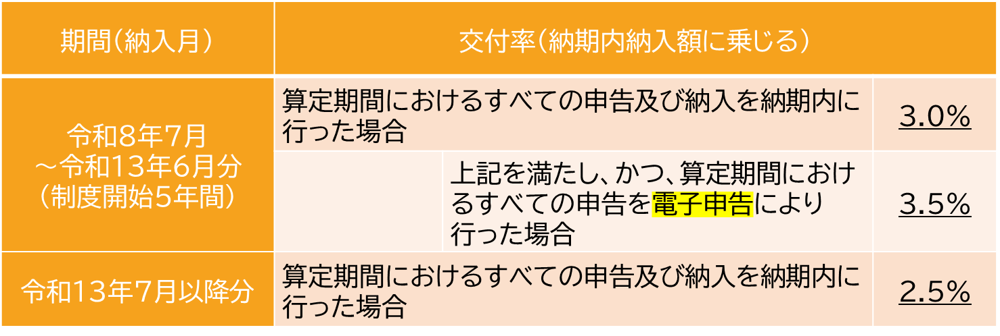 期間(納入月)
交付率(納期内納入額に乗じる)
令和8年7月
～令和13年6月分
(制度開始5年間)
算定期間におけるすべての申告及び納入を納期内に
行った場合
3.0%
上記を満たし、かつ、算定期間におけ
るすべての申告を電子申告により
行った場合
3.5%
令和13年7月以降分
算定期間におけるすべての申告及び納入を納期内に
行った場合
2.5%